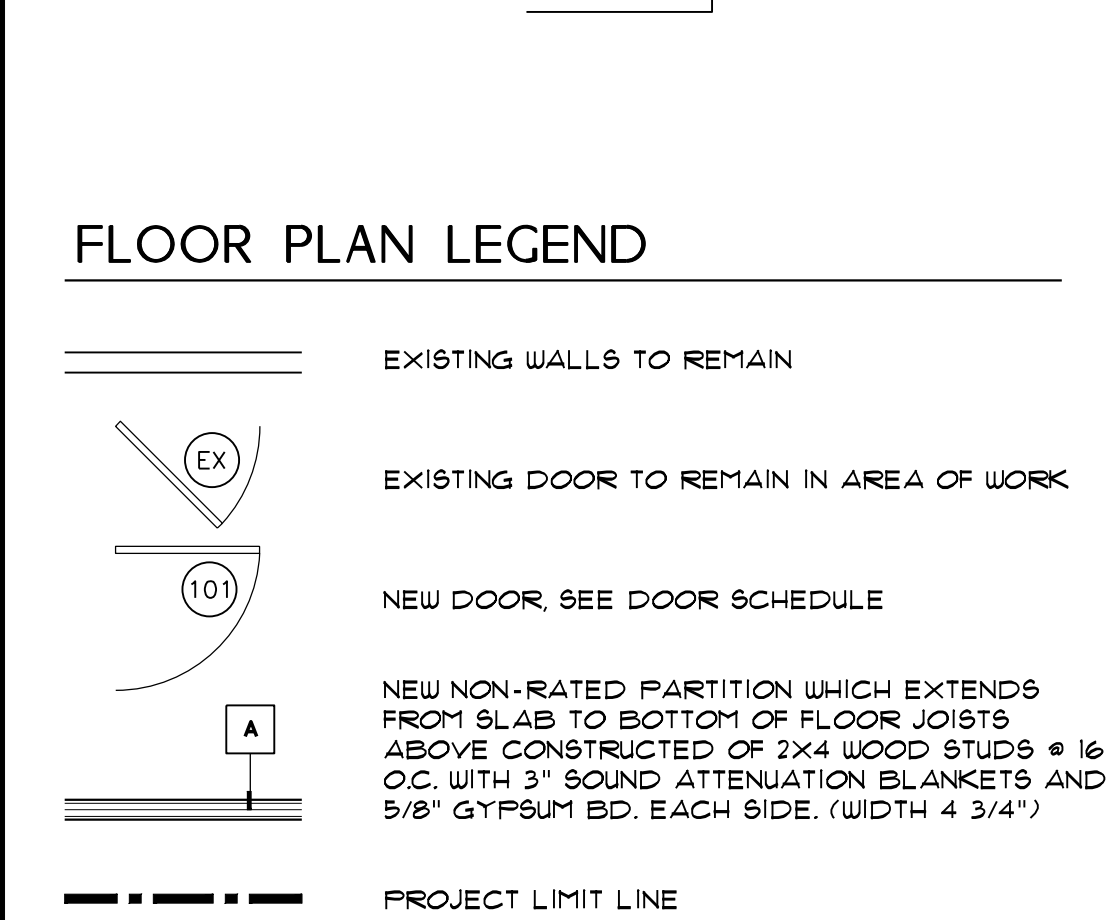 FLOOR PLAN LEGEND
EXISTING WALLS TO REMAIN
EX
EXISTING DOOR TO REMAIN IN AREA OF WORK
101
NEW DOOR, SEE DOOR SCHEDULE
A
NEW NON-RATED PARTITION WHICH EXTENDS
FROM SLAB TO BOTTOM OF FLOOR JOISTS
ABOVE CONSTRUCTED OF 2X4 WOOD STUDS @ 16
O.C. WITH 3" SOUND ATTENUATION BLANKETS AND
5/8" GYPSUM BD. EACH SIDE. (WIDTH 4 3/4")
PROJECT LIMIT LINE